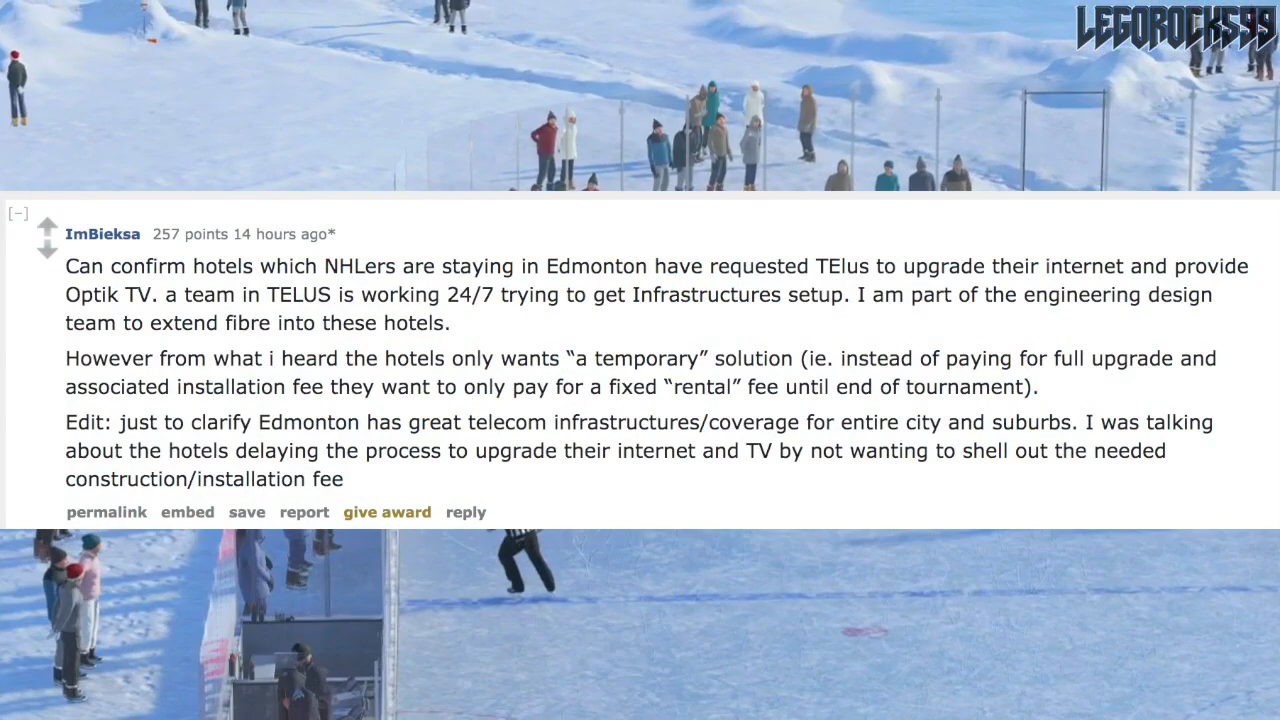 LEGOROCKS99
[-]
ImBieksa 257 points 14 hours ago*
Can confirm hotels which NHLers are staying in Edmonton have requested TElus to upgrade their internet and provide
Optik TV. a team in TELUS is working 24/7 trying to get Infrastructures setup. I am part of the engineering design
team to extend fibre into these hotels.
However from what i heard the hotels only wants “a temporary” solution (ie. instead of paying for full upgrade and
associated installation fee they want to only pay for a fixed “rental” fee until end of tournament).
Edit: just to clarify Edmonton has great telecom infrastructures/coverage for entire city and suburbs. I was talking
about the hotels delaying the process to upgrade their internet and TV by not wanting to shell out the needed
construction/installation fee
permalink embed save report give award reply